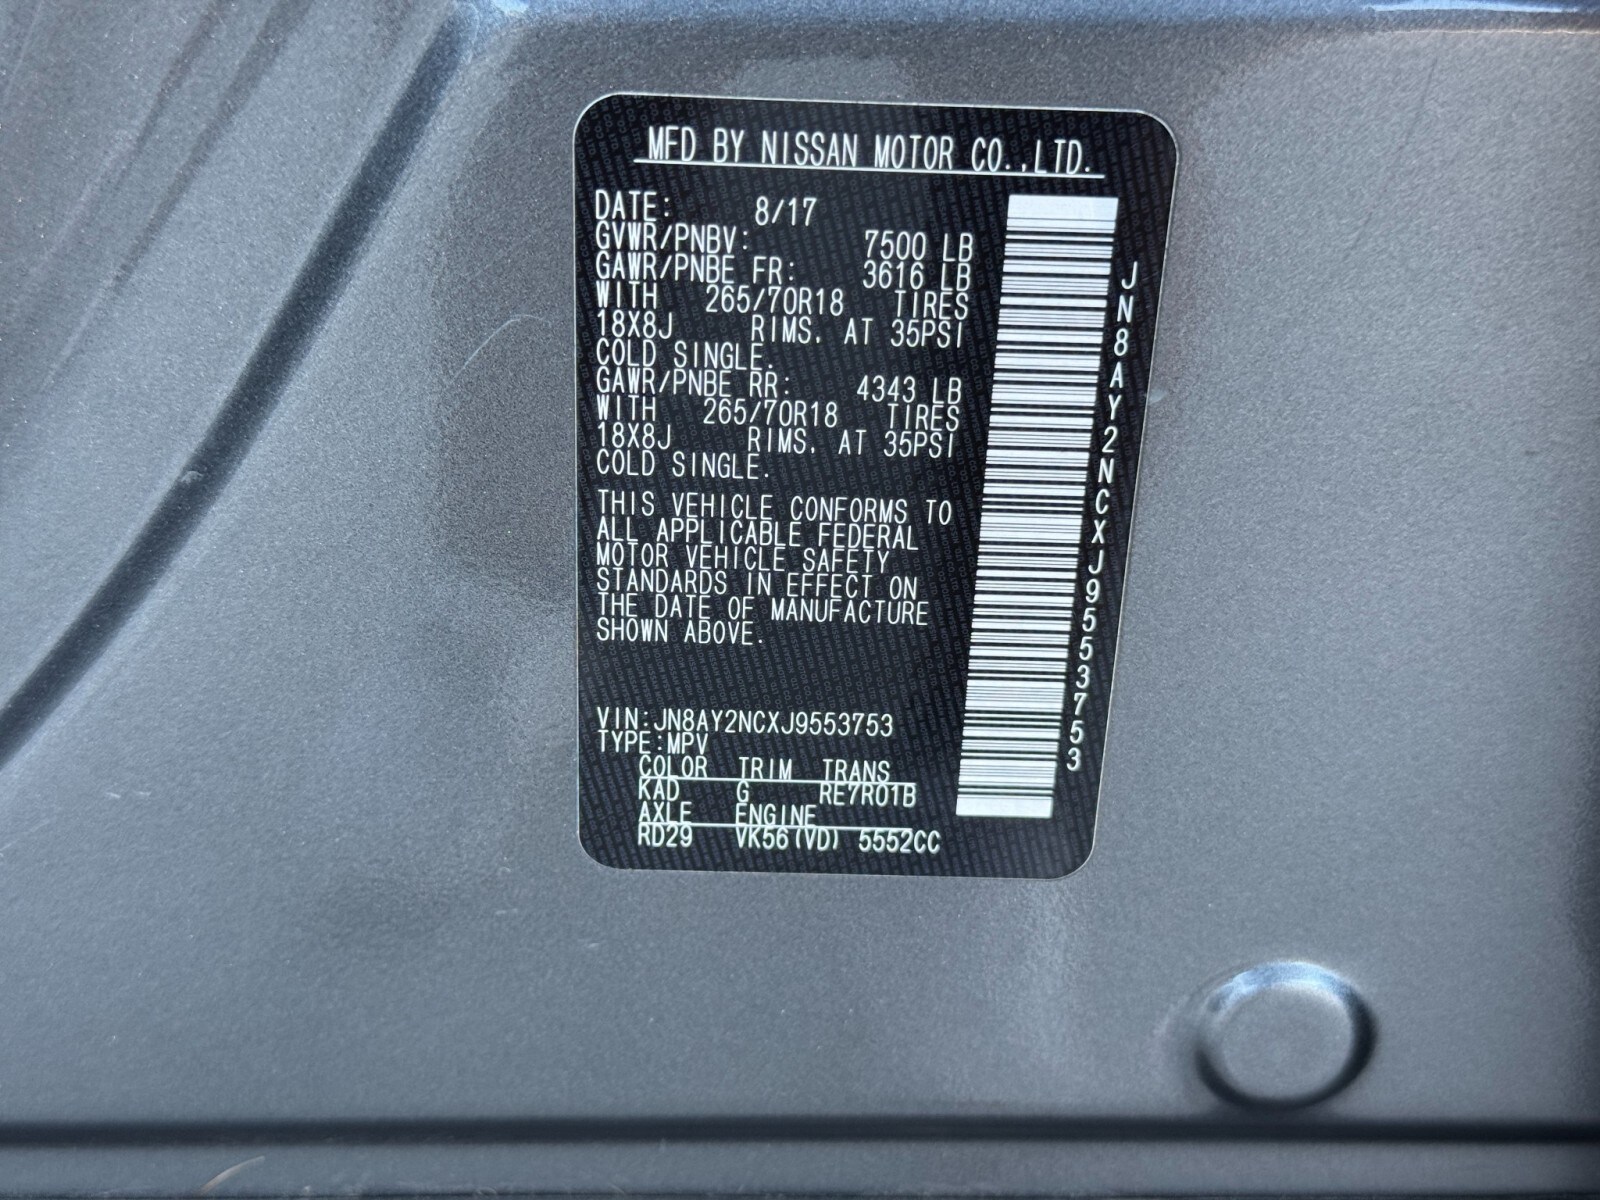 MFD BY NISSAN MOTOR CO.,LTD.
DATE: 8/17
GVWR/PNBV: 7500 LB
GAWR/PNBE FR: 3616 LB
WITH 265/70R18 TIRES
18X8J RIMS. AT 35PSI
COLD SINGLE.
GAWR/PNBE RR: 4343 LB
WITH 265/70R18 TIRES
18X8J RIMS. AT 35PSI
COLD SINGLE.
THIS VEHICLE CONFORMS TO
ALL APPLICABLE FEDERAL
MOTOR VEHICLE SAFETY
STANDARDS IN EFFECT ON
THE DATE OF MANUFACTURE
SHOWN ABOVE.
VIN:JN8AY2NCXJ9553753
TYPE:MPV
COLOR TRIM TRANS
KAD G RE7R01B
AXLE ENGINE
RD29 VK56(VD) 5552CC
JN8AY2NCXJ9553753